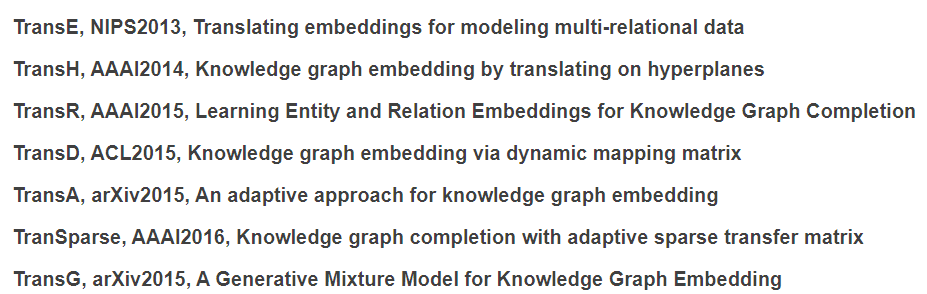 TransE, NIPS2013, Translating embeddings for modeling multi-relational data
TransH, AAAI2014, Knowledge graph embedding by translating on hyperplanes
TransR, AAAI2015, Learning Entity and Relation Embeddings for Knowledge Graph Completion
TransD, ACL2015, Knowledge graph embedding via dynamic mapping matrix
TransA, arXiv2015, An adaptive approach for knowledge graph embedding
TranSparse, AAAI2016, Knowledge graph completion with adaptive sparse transfer matrix
TransG, arXiv2015, A Generative Mixture Model for Knowledge Graph Embedding